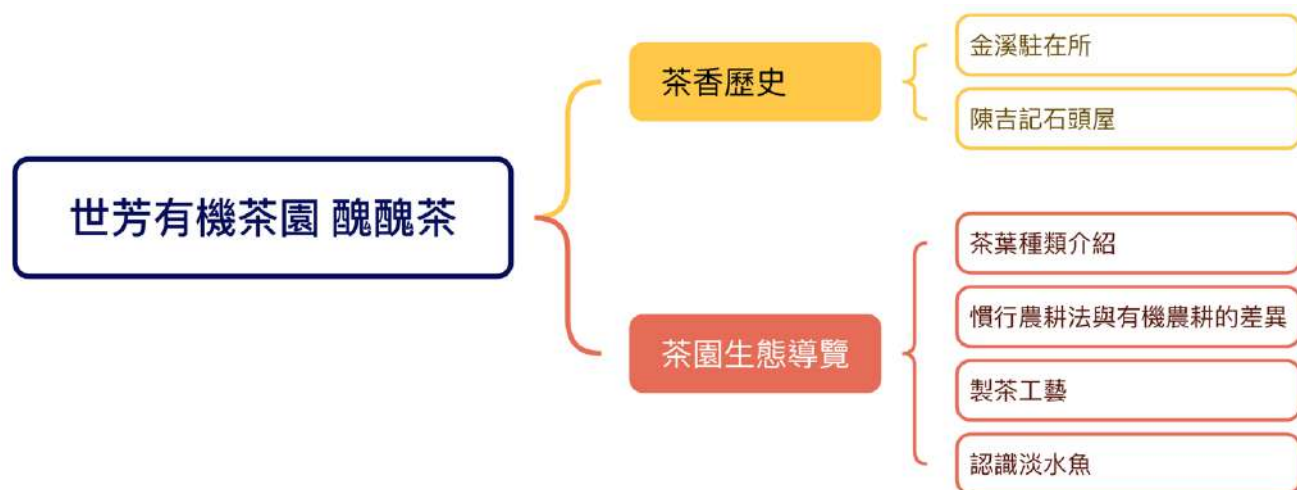 世芳有機茶園 醜醜茶
茶香歷史
金溪駐在所
陳吉記石頭屋
茶園生態導覽
茶葉種類介紹
慣行農耕法與有機農耕的差異
製茶工藝
認識淡水魚